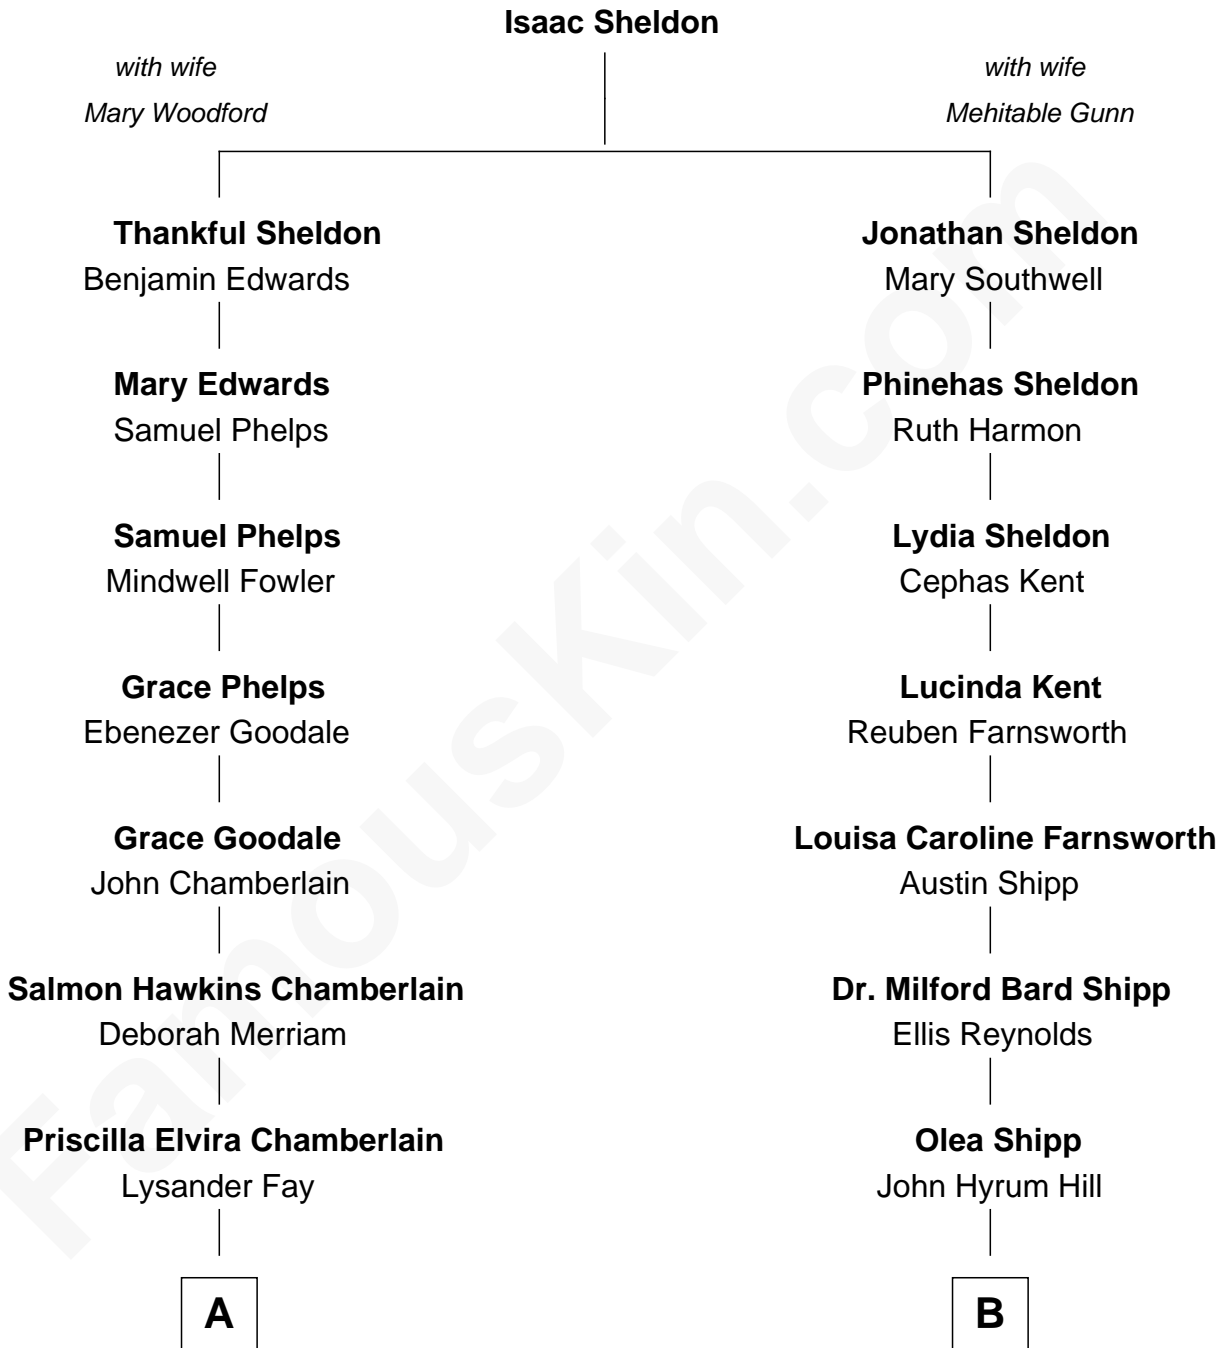 Isaac Sheldon
with wife
Mary Woodford
with wife
Mehitable Gunn
Thankful Sheldon
Benjamin Edwards
Jonathan Sheldon
Mary Southwell
Mary Edwards
Samuel Phelps
Phinehas Sheldon
Ruth Harmon
Samuel Phelps
Mindwell Fowler
Lydia Sheldon
Cephas Kent
Grace Phelps
Ebenezer Goodale
Lucinda Kent
Reuben Farnsworth
Grace Goodale
John Chamberlain
Louisa Caroline Farnsworth
Austin Shipp
Salmon Hawkins Chamberlain
Deborah Merriam
Dr. Milford Bard Shipp
Ellis Reynolds
Priscilla Elvira Chamberlain
Lysander Fay
Olea Shipp
John Hyrum Hill
A
B
FamousKin.com